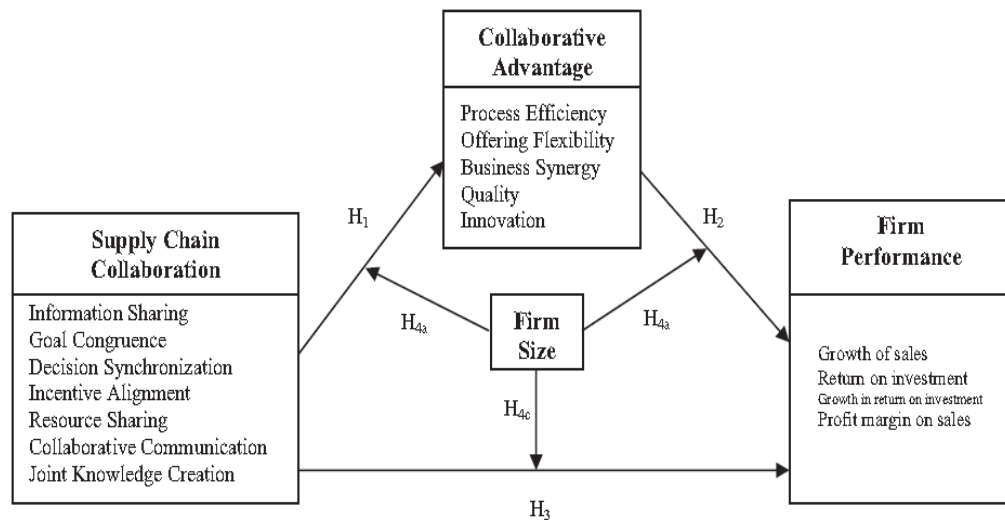 Collaborative
Advantage
Process Efficiency
Offering Flexibility
Business Synergy
Quality
Innovation
H1
H2
Supply Chain
Collaboration
Information Sharing
Goal Congruence
Decision Synchronization
Incentive Alignment
Resource Sharing
Collaborative Communication
Joint Knowledge Creation
H4a
Firm
Size
H4a
H4c
H3
Firm
Performance
Growth of sales
Return on investment
Growth in return on investment
Profit margin on sales